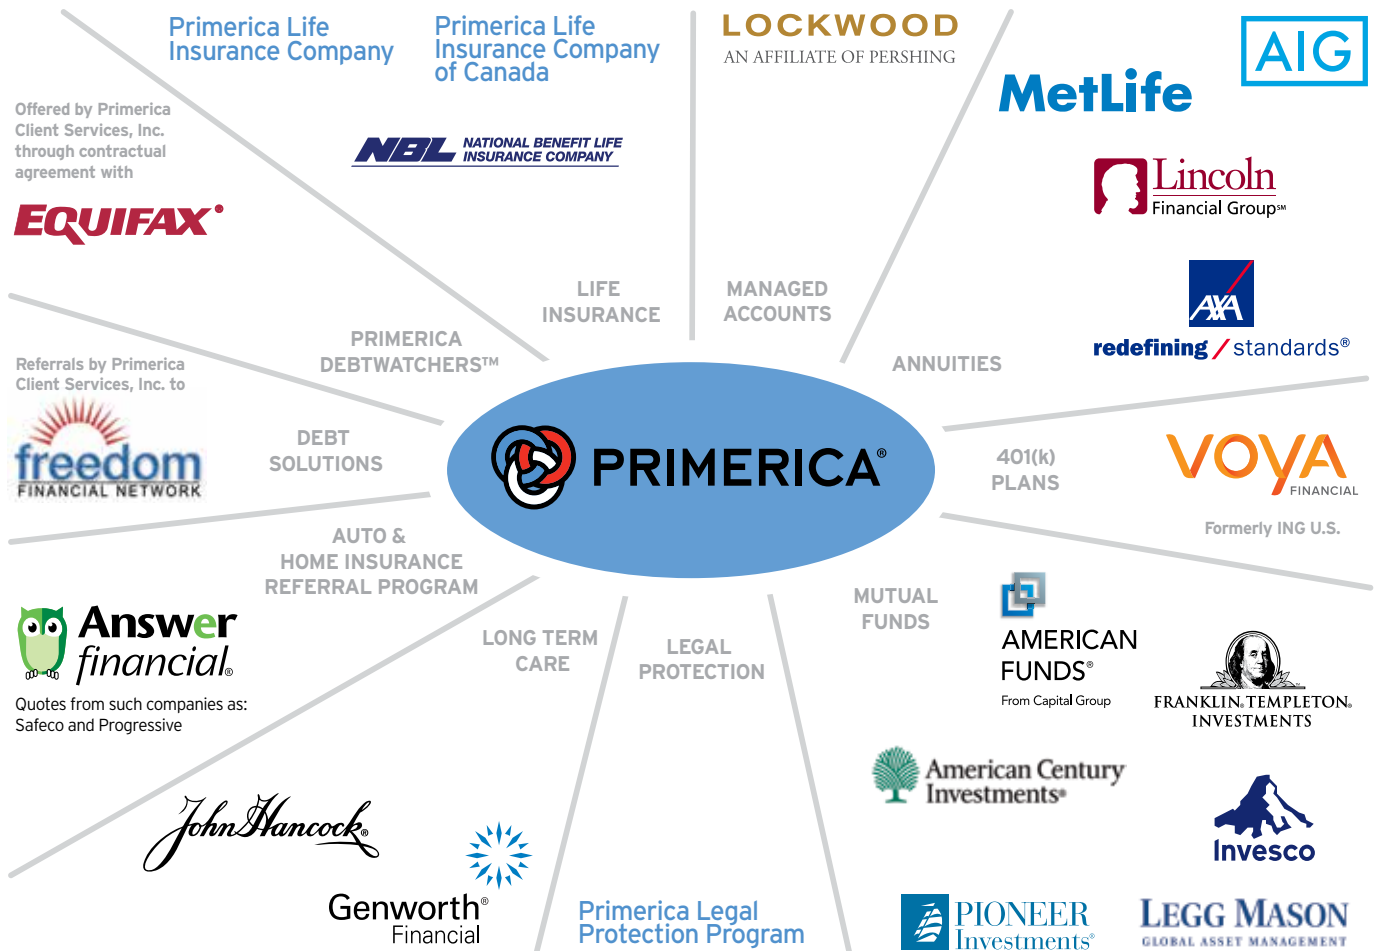 Primerica Life
Insurance Company
Primerica Life
Insurance Company
of Canada
LOCKWOOD
AN AFFILIATE OF PERSHING
AIG
MetLife
Offered by Primerica
Client Services, Inc.
through contractual
agreement with
EQUIFAX
NBL NATIONAL BENEFIT LIFE
INSURANCE COMPANY
Lincoln
Financial Group℠
AXA
redefining / standards®
LIFE
INSURANCE
MANAGED
ACCOUNTS
PRIMERICA
DEBTWATCHERS™
ANNUITIES
Referrals by Primerica
Client Services, Inc. to
freedom
FINANCIAL NETWORK
DEBT
SOLUTIONS
PRIMERICA®
401(k)
PLANS
VOYA
FINANCIAL
Formerly ING U.S.
AUTO &
HOME INSURANCE
REFERRAL PROGRAM
Answer
financial®
Quotes from such companies as:
Safeco and Progressive
LONG TERM
CARE
LEGAL
PROTECTION
MUTUAL
FUNDS
AMERICAN
FUNDS®
From Capital Group
FRANKLIN® TEMPLETON®
INVESTMENTS
American Century
Investments®
Invesco
John Hancock®
Genworth®
Financial
Primerica Legal
Protection Program
PIONEER
Investments®
LEGG MASON
GLOBAL ASSET MANAGEMENT